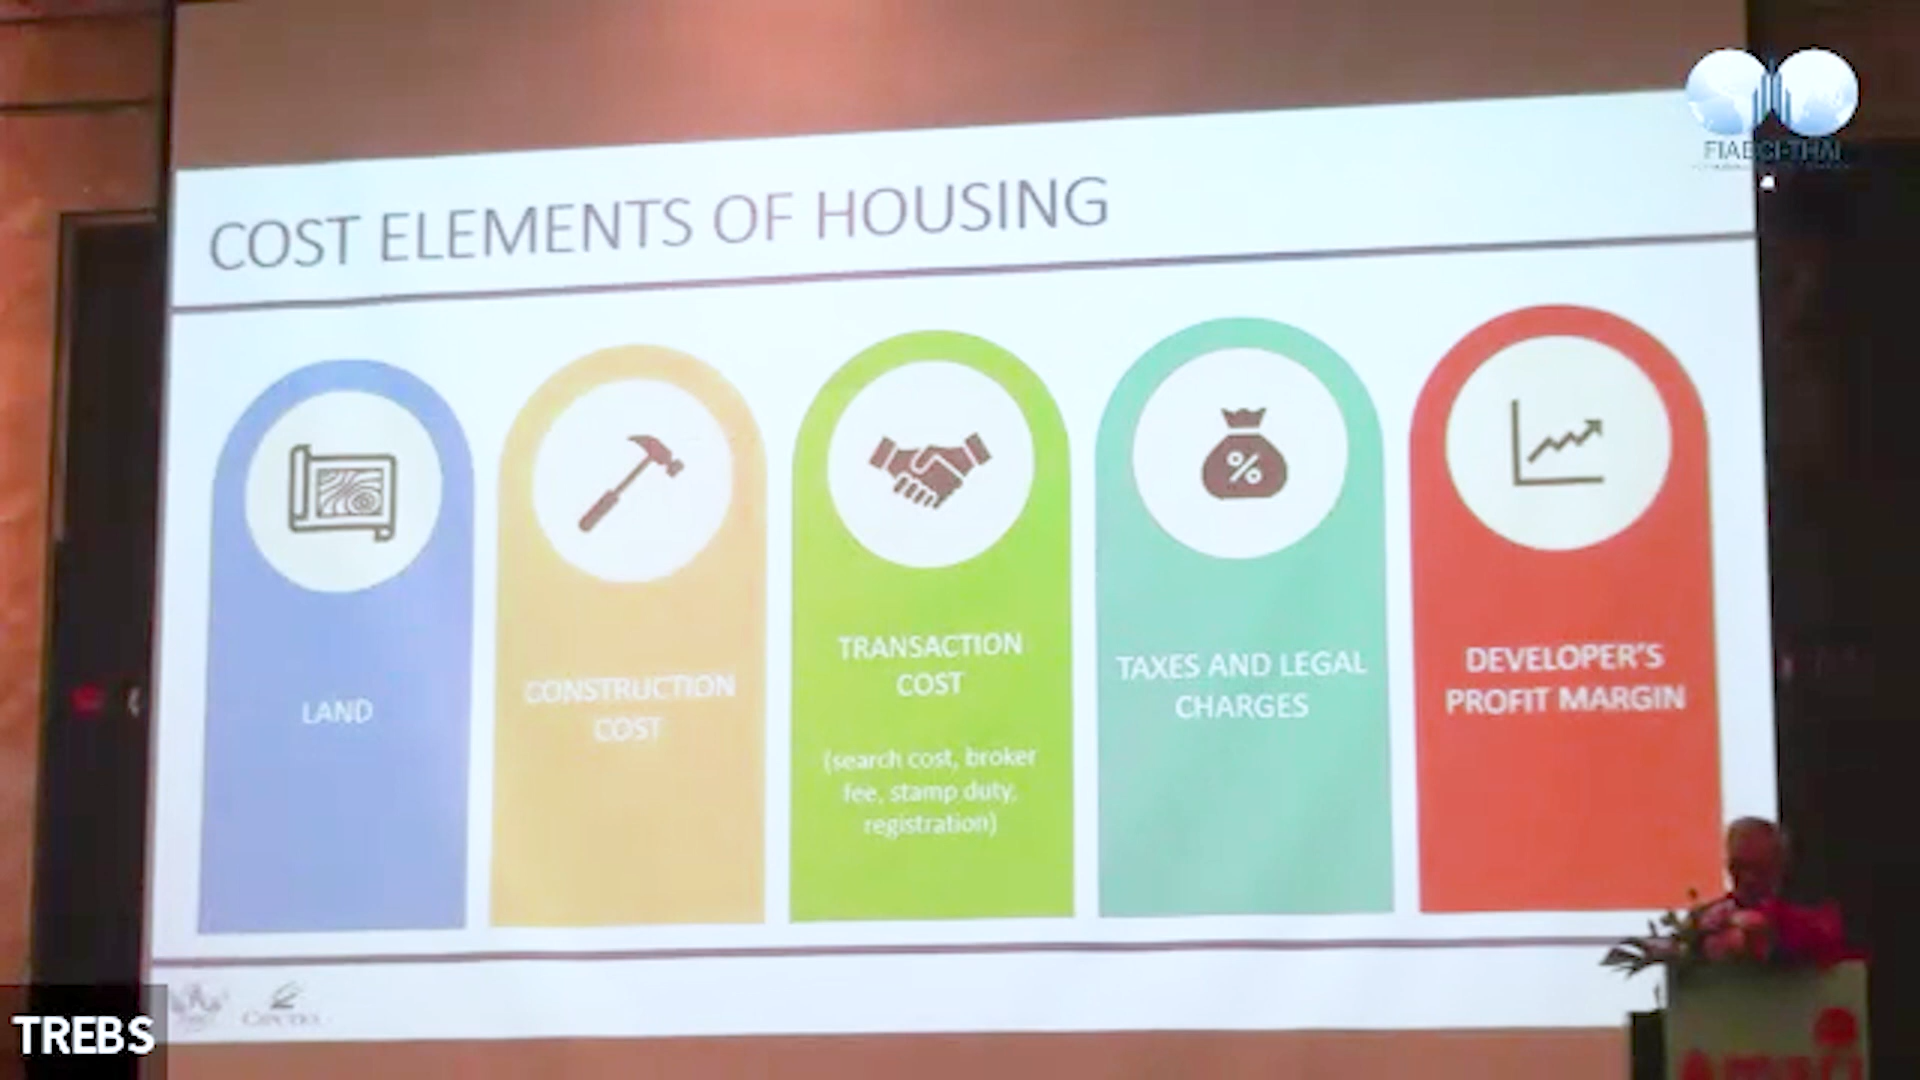 FIABCI-THAI
COST ELEMENTS OF HOUSING
LAND
CONSTRUCTION
COST
TRANSACTION
COST
(search cost, broker
fee, stamp duty,
registration)
TAXES AND LEGAL
CHARGES
DEVELOPER'S
PROFIT MARGIN
TREBS